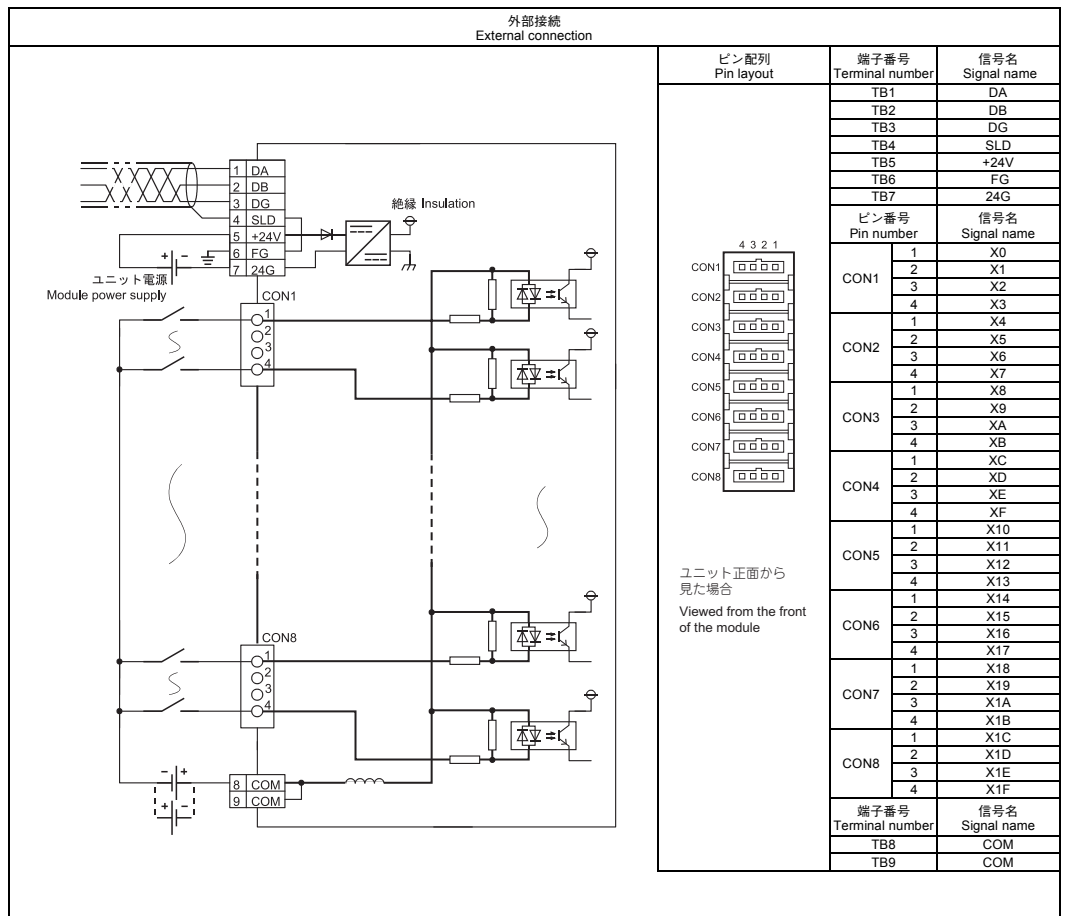 外部接続
External connection
ピン配列
Pin layout
端子番号
Terminal number
信号名
Signal name
TB1 DA
TB2 DB
TB3 DG
TB4 SLD
TB5 +24V
TB6 FG
TB7 24G
ピン番号
Pin number
信号名
Signal name
CON1
1 X0
2 X1
3 X2
4 X3
CON2
1 X4
2 X5
3 X6
4 X7
CON3
1 X8
2 X9
3 XA
4 XB
CON4
1 XC
2 XD
3 XE
4 XF
CON5
1 X10
2 X11
3 X12
4 X13
CON6
1 X14
2 X15
3 X16
4 X17
CON7
1 X18
2 X19
3 X1A
4 X1B
CON8
1 X1C
2 X1D
3 X1E
4 X1F
端子番号
Terminal number
信号名
Signal name
TB8 COM
TB9 COM
1 DA
2 DB
3 DG
4 SLD
5 +24V
6 FG
7 24G
絶縁 Insulation
+ -
ユニット電源
Module power supply
CON1
1
2
3
4
CON8
1
2
3
4
- +
8 COM
9 COM
+ -
4 3 2 1
CON1
CON2
CON3
CON4
CON5
CON6
CON7
CON8
ユニット正面から
見た場合
Viewed from the front
of the module